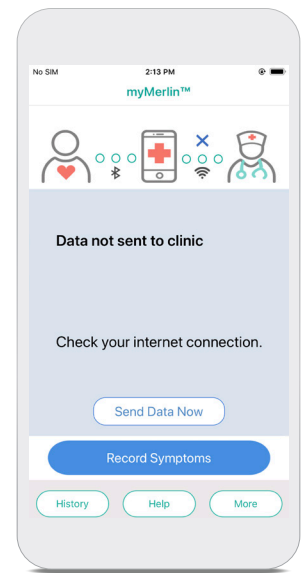 No SIM 2:13 PM
myMerlin™
Data not sent to clinic
Check your internet connection.
Send Data Now
Record Symptoms
History Help More